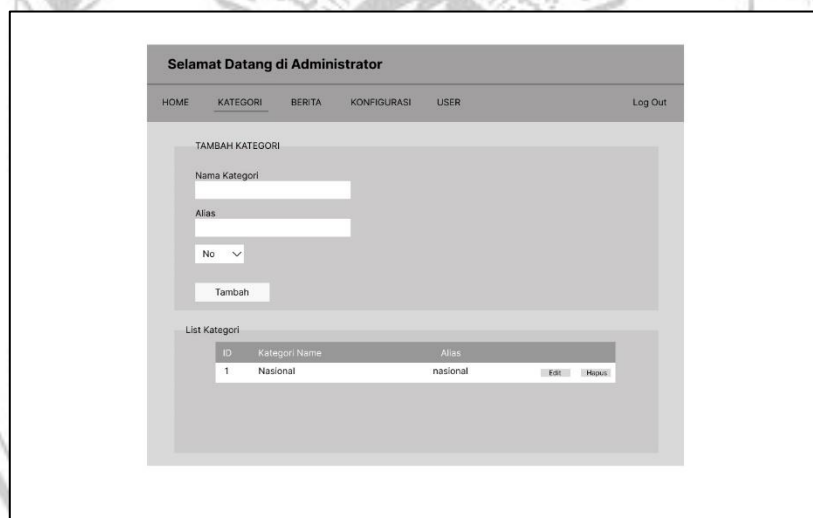 Selamat Datang di Administrator
HOME KATEGORI BERITA KONFIGURASI USER Log Out
TAMBAH KATEGORI
Nama Kategori
Alias
No
Tambah
List Kategori
ID Kategori Name Alias
1 Nasional nasional Edit Hapus